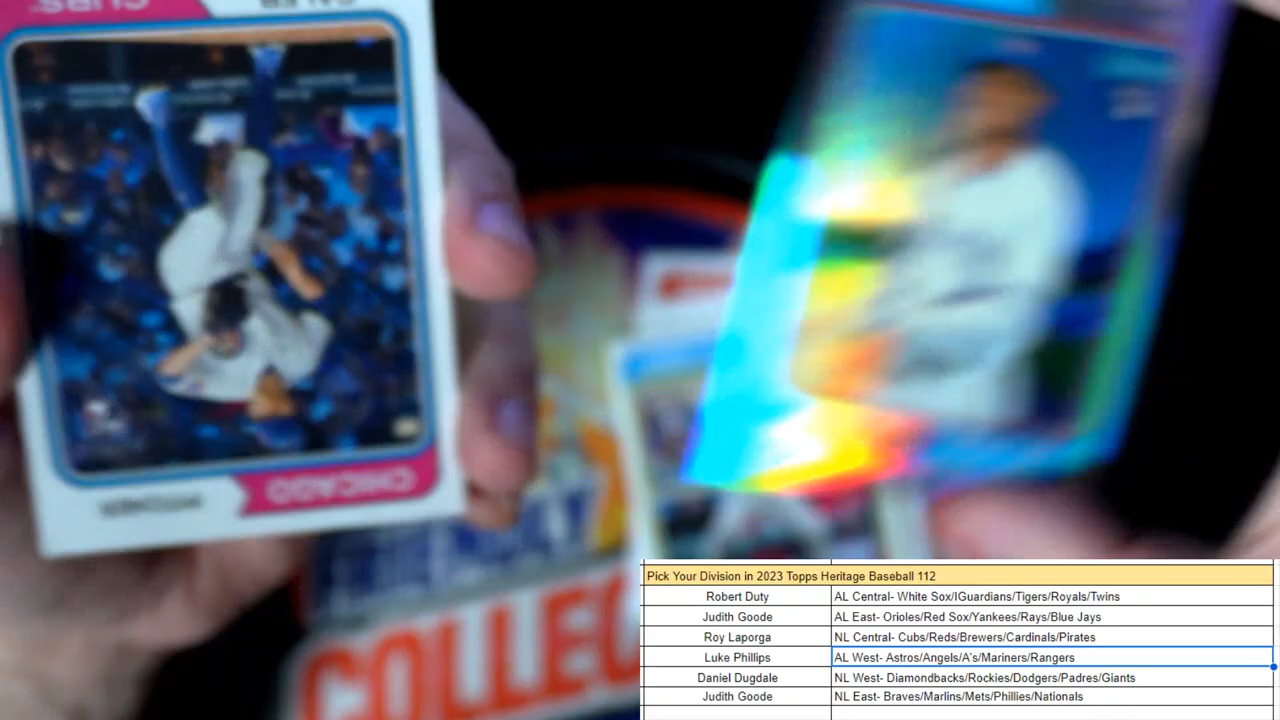 CUBS
CHICAGO
PITCHER
COLLEC
Pick Your Division in 2023 Topps Heritage Baseball 112
Robert Duty AL Central- White Sox/IGuardians/Tigers/Royals/Twins
Judith Goode AL East- Orioles/Red Sox/Yankees/Rays/Blue Jays
Roy Laporga NL Central- Cubs/Reds/Brewers/Cardinals/Pirates
Luke Phillips AL West- Astros/Angels/A's/Mariners/Rangers
Daniel Dugdale NL West- Diamondbacks/Rockies/Dodgers/Padres/Giants
Judith Goode NL East- Braves/Marlins/Mets/Phillies/Nationals